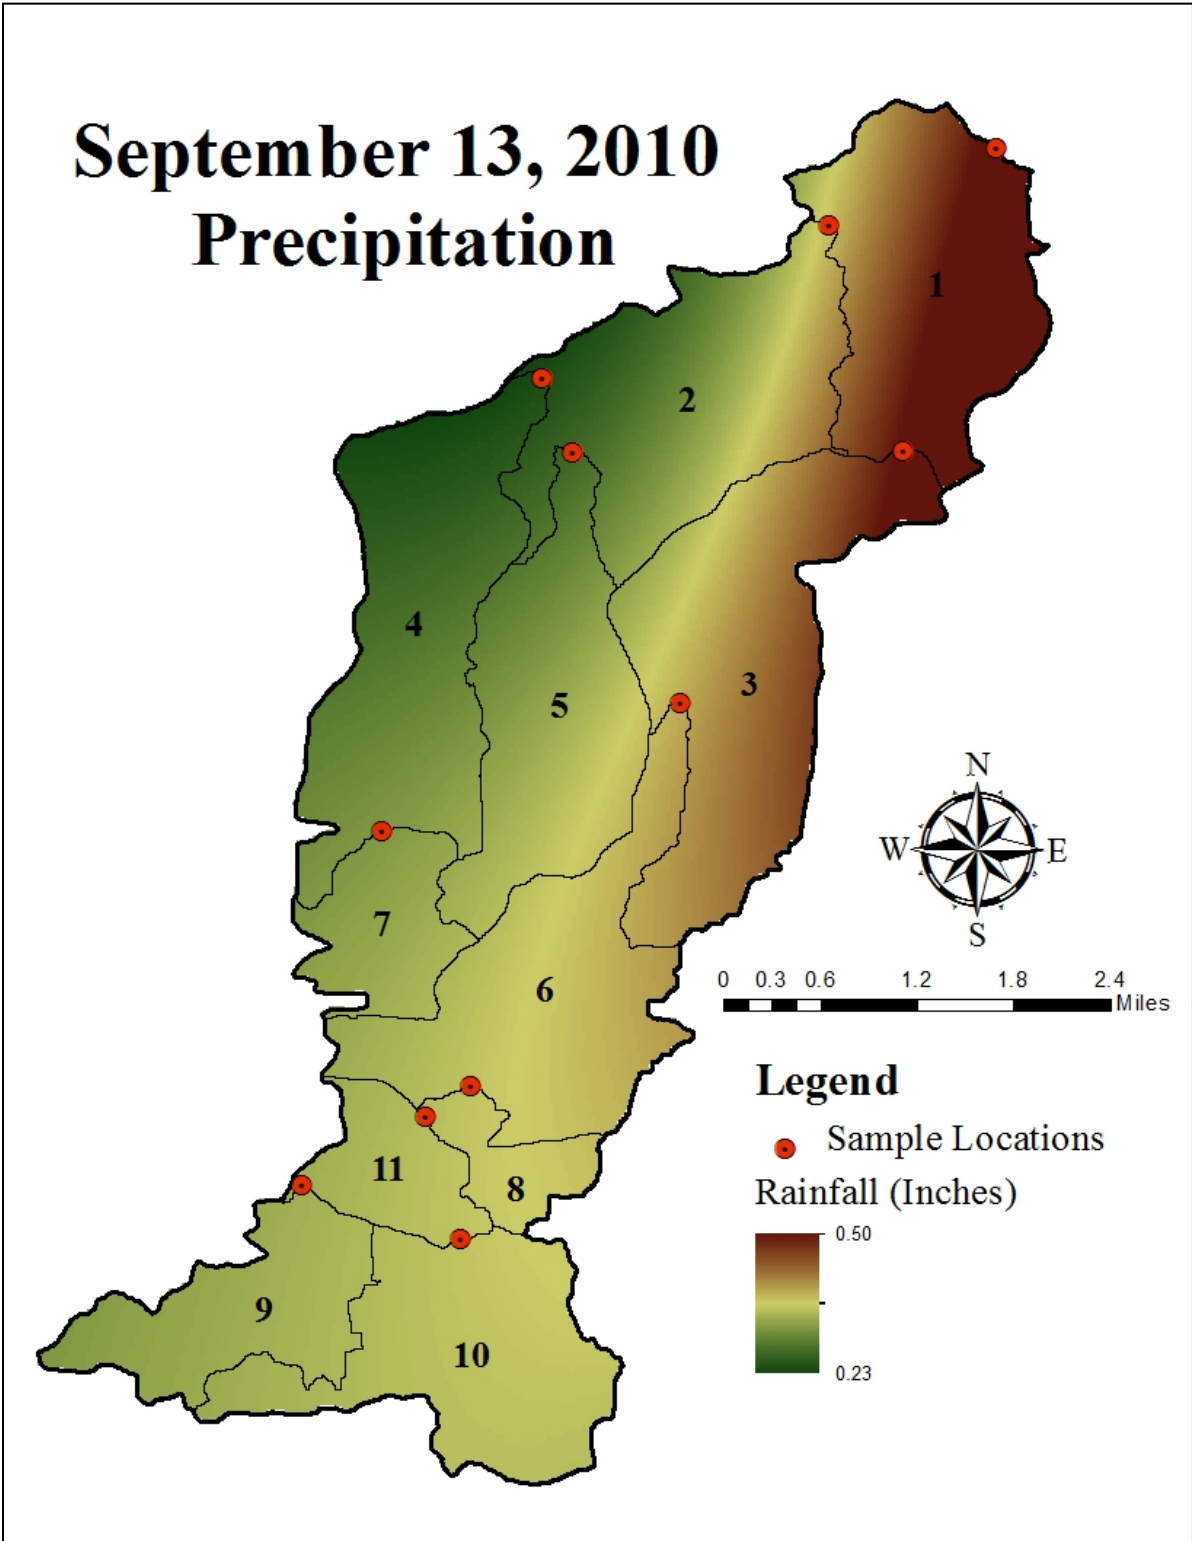 September 13, 2010
Precipitation
1
2
3
4
5
6
7
8
9
10
11
N
W
E
S
0 0.3 0.6 1.2 1.8 2.4
Miles
Legend
Sample Locations
Rainfall (Inches)
0.50
0.23